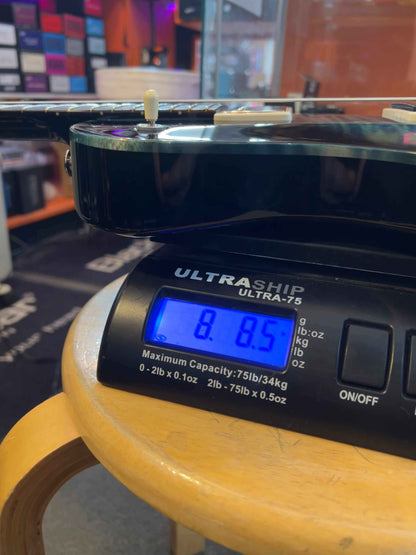 ULTRASHIP
ULTRA-75
8. 8.5
g
lb:oz
kg
lb
oz
Maximum Capacity:75lb/34kg
0 - 2lb x 0.1oz 2lb - 75lb x 0.5oz
ON/OFF